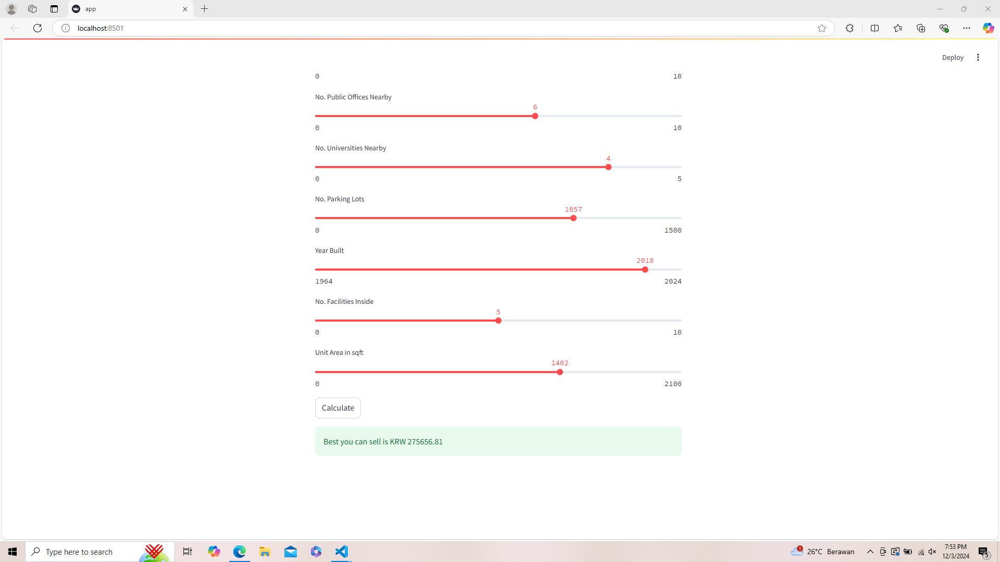 app
localhost:8501
Deploy
0 10
No. Public Offices Nearby
6
0 10
No. Universities Nearby
4
0 5
No. Parking Lots
1057
0 1500
Year Built
2018
1964 2024
No. Facilities Inside
5
0 10
Unit Area in sqft
1402
0 2100
Calculate
Best you can sell is KRW 275656.81
Type here to search
1
26°C Berawan
7:53 PM
12/3/2024
5